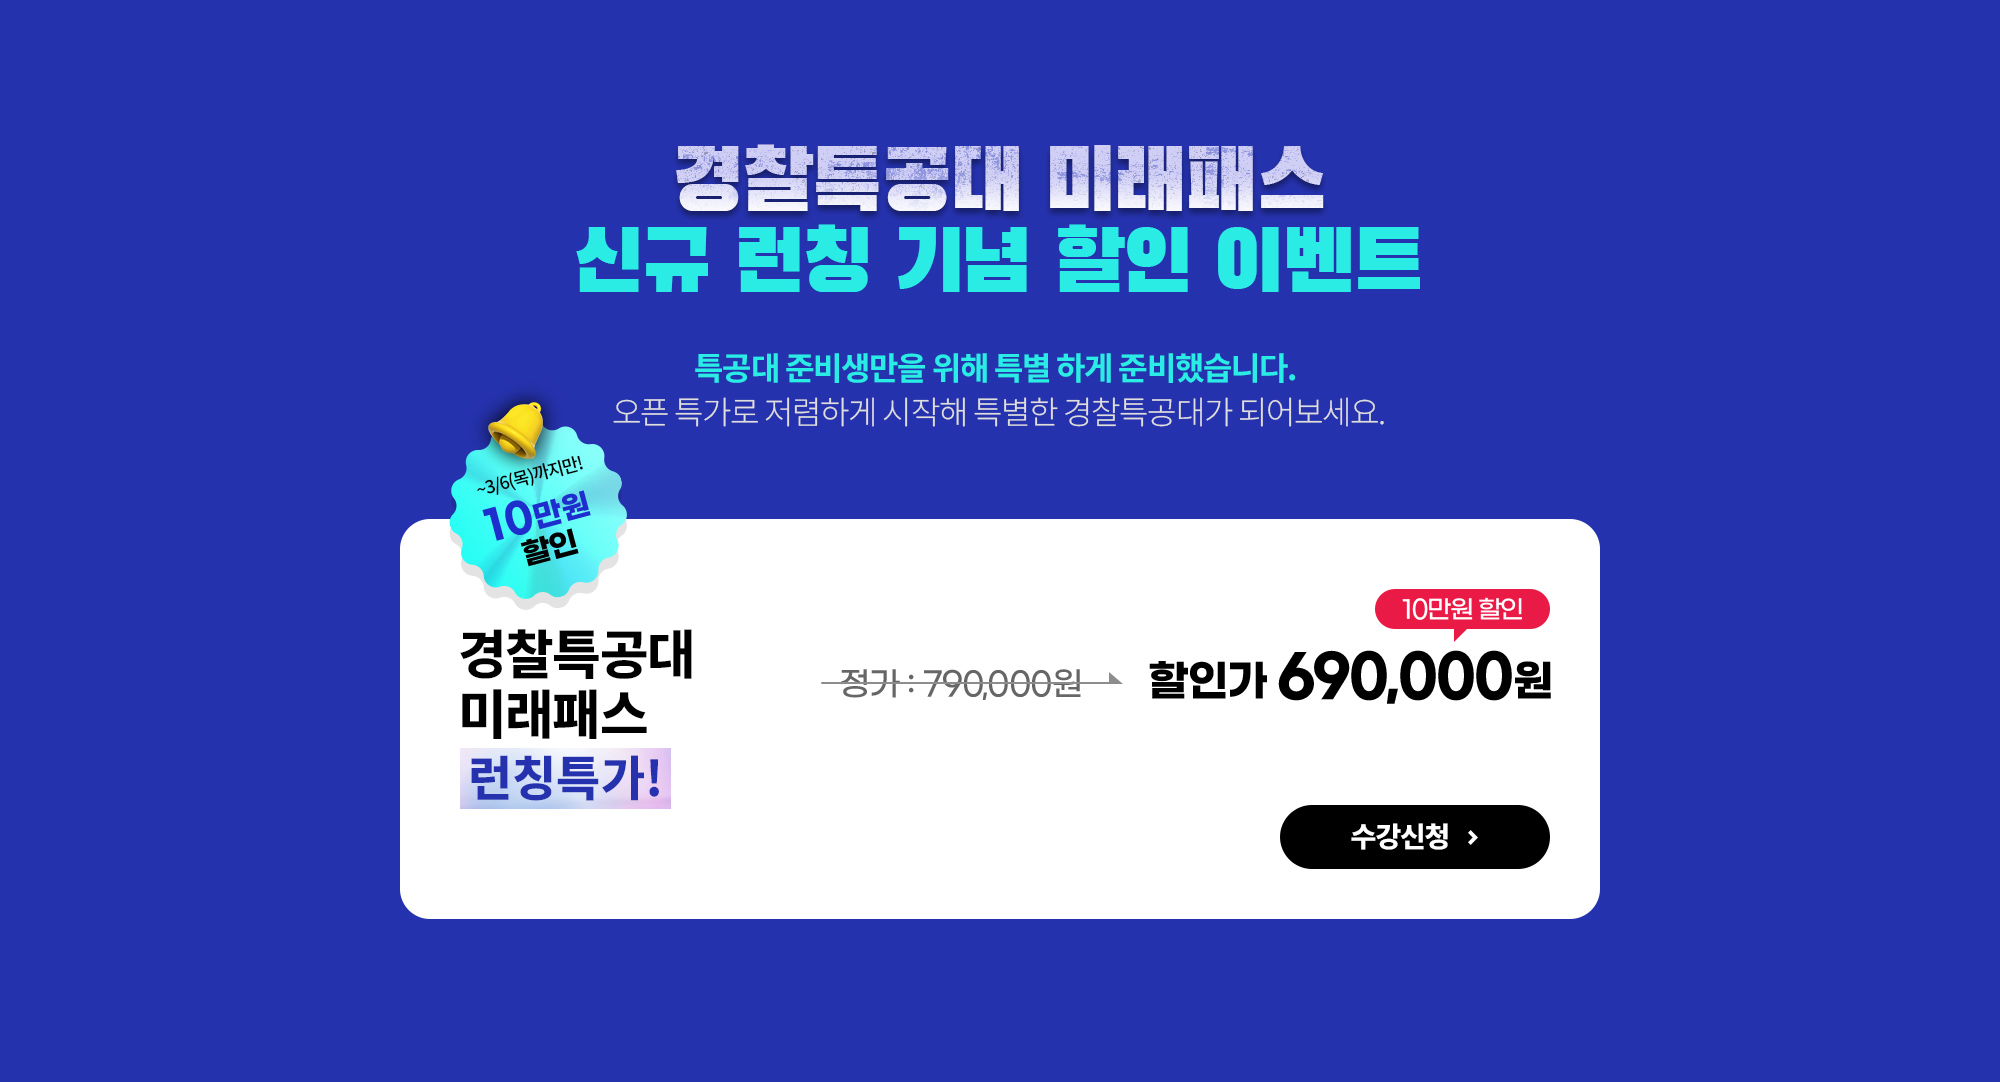 경찰특공대 미래패스
신규 런칭 기념 할인 이벤트
특공대 준비생만을 위해 특별 하게 준비했습니다.
오픈 특가로 저렴하게 시작해 특별한 경찰특공대가 되어보세요.
~3/6(목)까지만!
10만원
할인
경찰특공대
미래패스
런칭특가!
정가 : 790,000원
10만원 할인
할인가 690,000원
수강신청 >